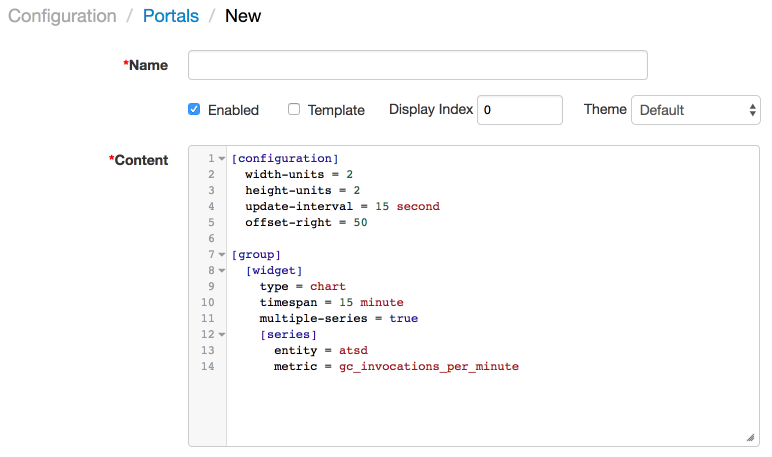 Configuration / Portals / New
*Name
Enabled Template Display Index 0 Theme Default
*Content
1 [configuration]
2 width-units = 2
3 height-units = 2
4 update-interval = 15 second
5 offset-right = 50
6
7 [group]
8 [widget]
9 type = chart
10 timespan = 15 minute
11 multiple-series = true
12 [series]
13 entity = atsd
14 metric = gc_invocations_per_minute